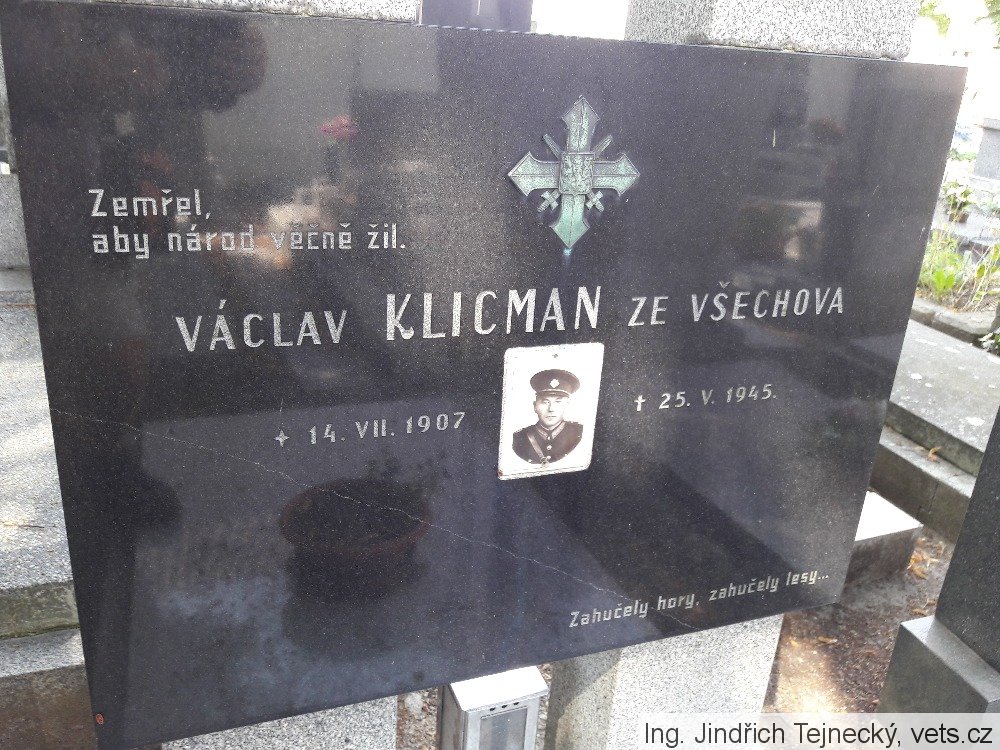 Zemřel,
aby národ věčně žil.
VÁCLAV KLICMAN ZE VŠECHOVA
14. VII. 1907
† 25. V. 1945.
Zahučely hory, zahučely lesy...
Ing. Jindřich Tejnecký, vets.cz